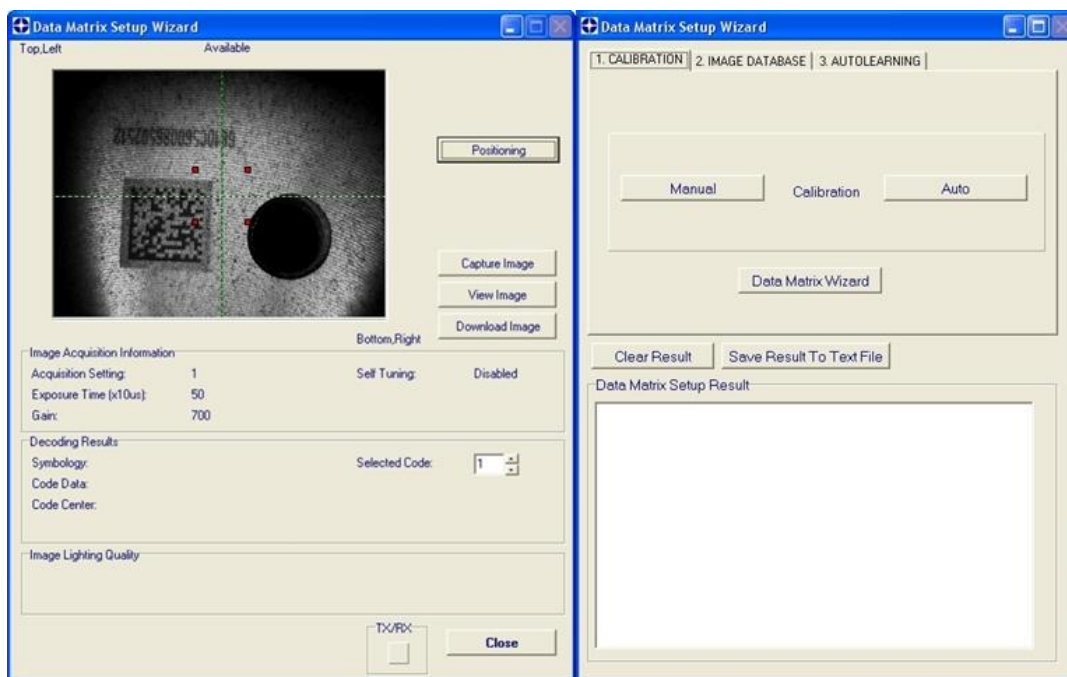 Data Matrix Setup Wizard
Top,Left
Available
Positioning
Capture Image
View Image
Download Image
Bottom,Right
Image Acquisition Information
Acquisition Setting: 1 Self Tuning: Disabled
Exposure Time (x10us): 50
Gain: 700
Decoding Results
Symbology: Selected Code: 1
Code Data:
Code Center:
Image Lighting Quality
TX/RX
Close
Data Matrix Setup Wizard
1. CALIBRATION 2. IMAGE DATABASE 3. AUTOLEARNING
Manual Calibration Auto
Data Matrix Wizard
Clear Result Save Result To Text File
Data Matrix Setup Result